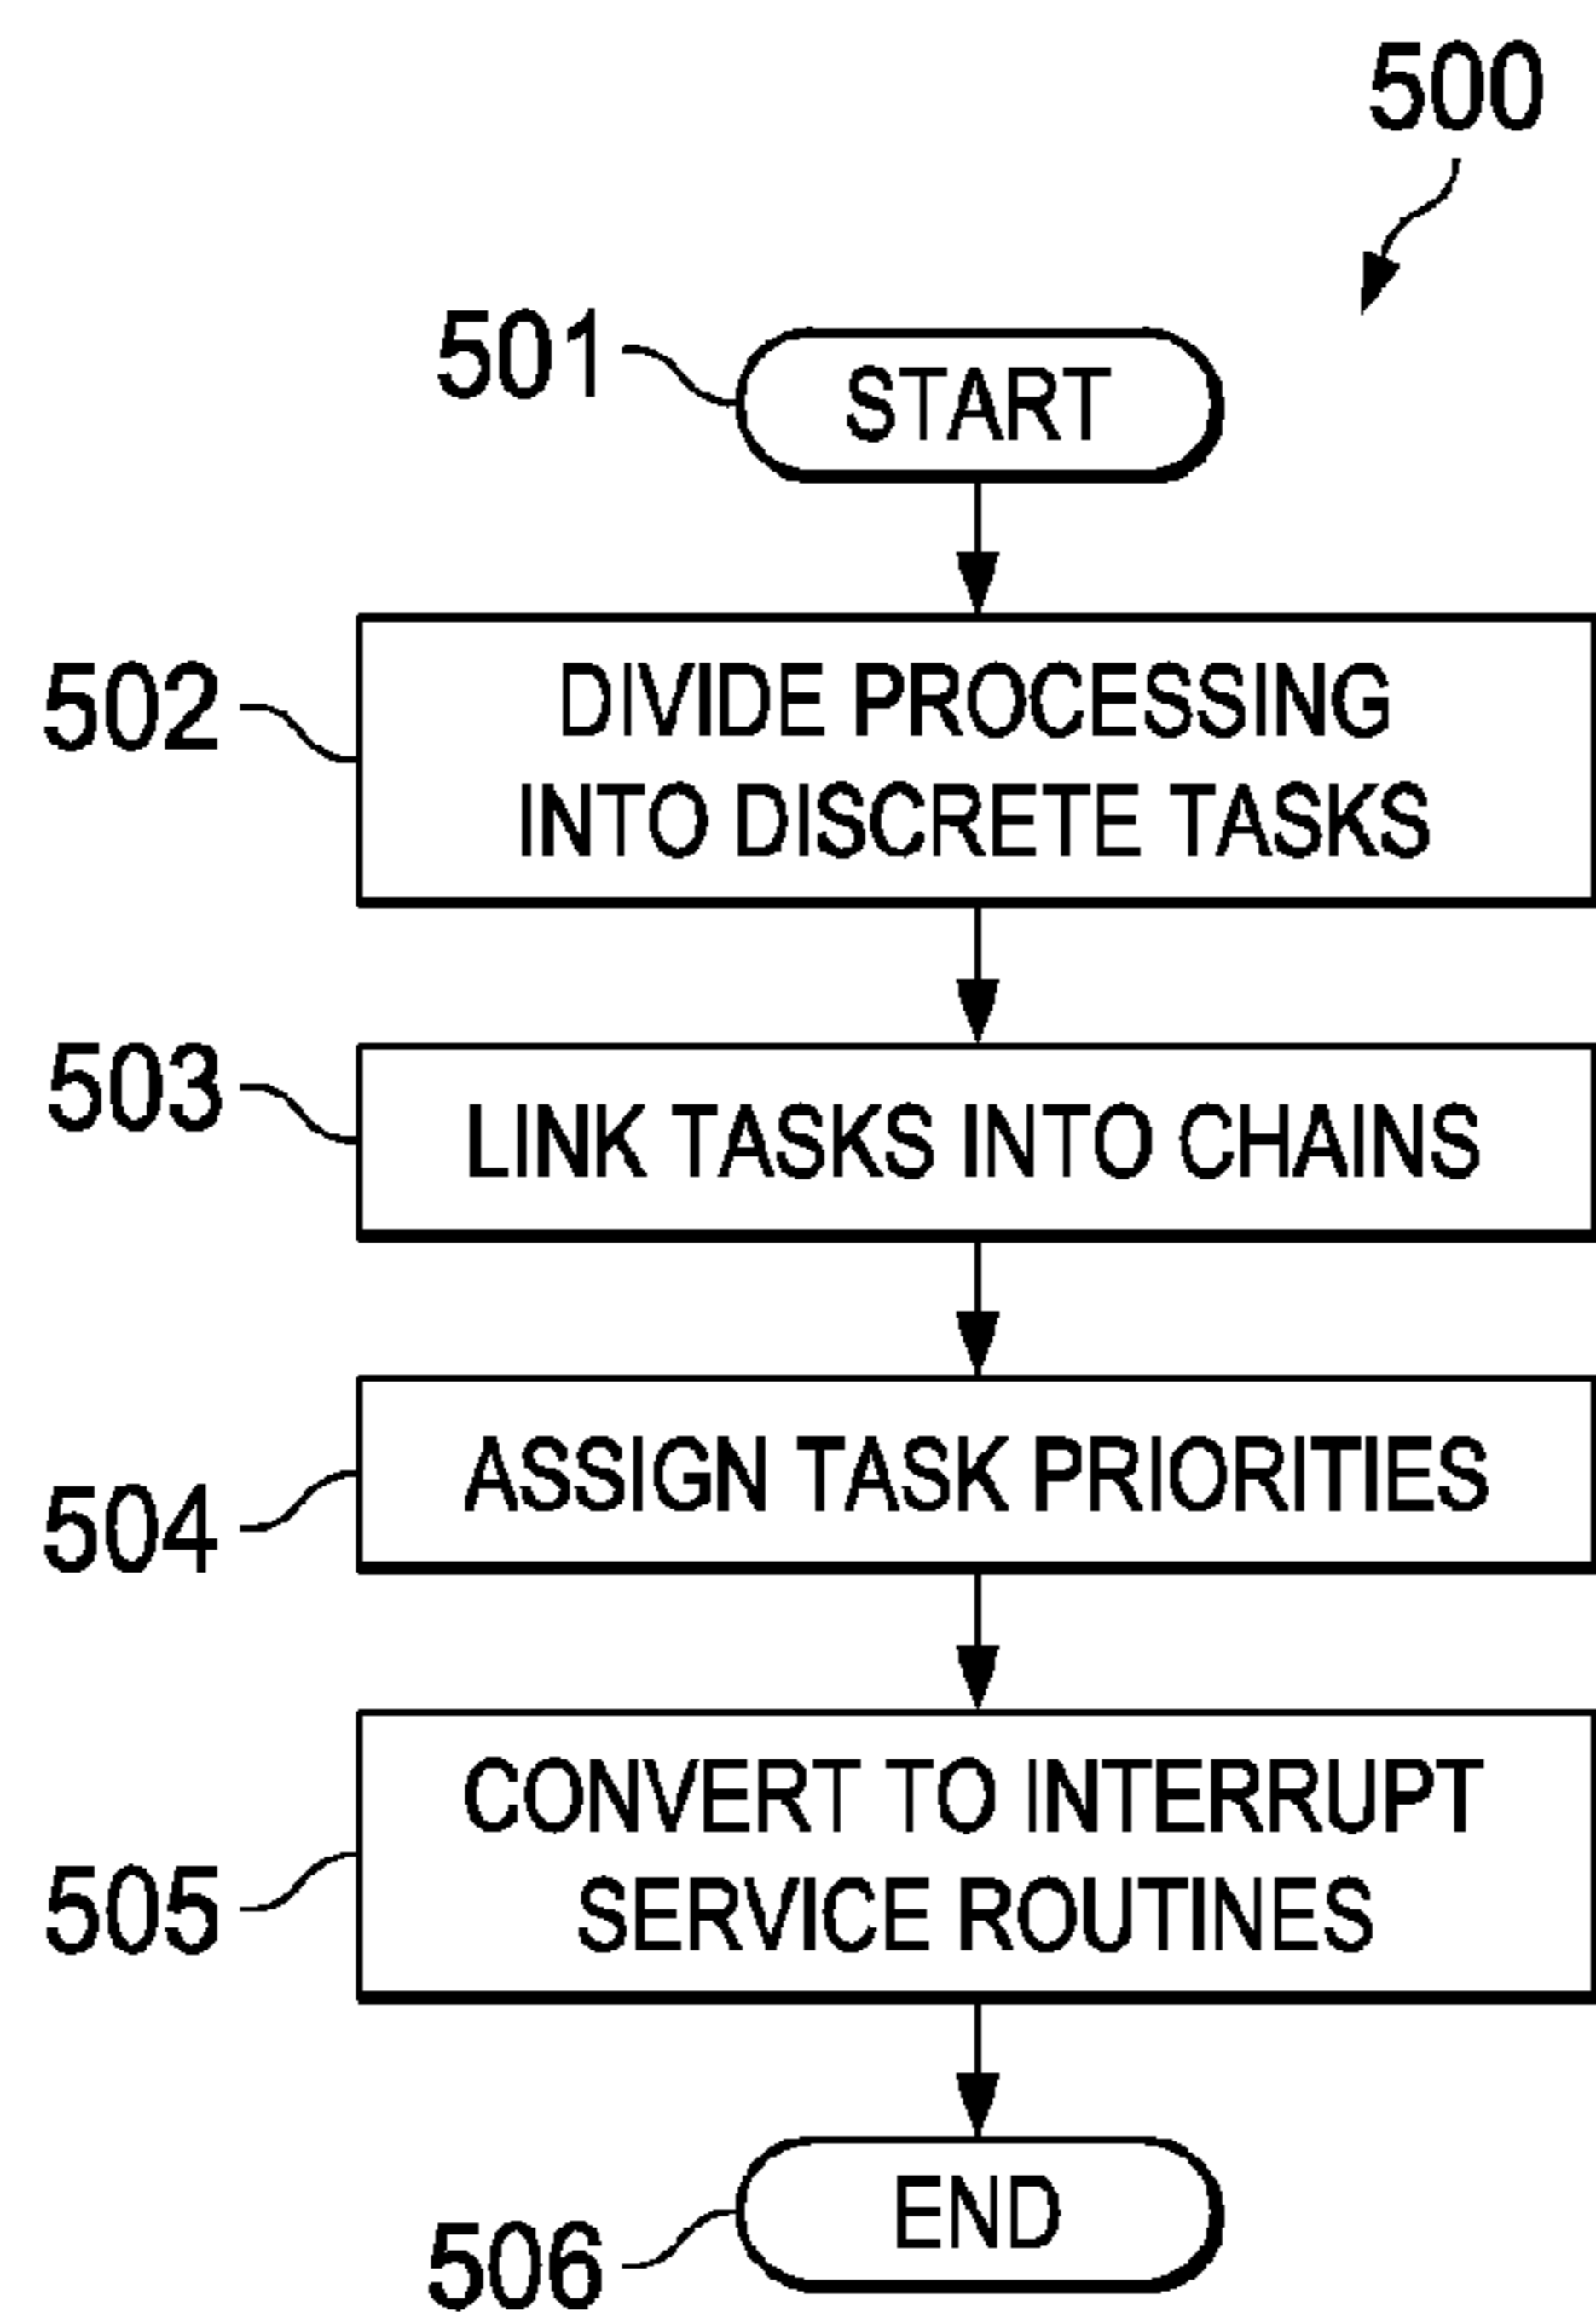 500
501
START
502
DIVIDE PROCESSING
INTO DISCRETE TASKS
503
LINK TASKS INTO CHAINS
504
ASSIGN TASK PRIORITIES
505
CONVERT TO INTERRUPT
SERVICE ROUTINES
506
END